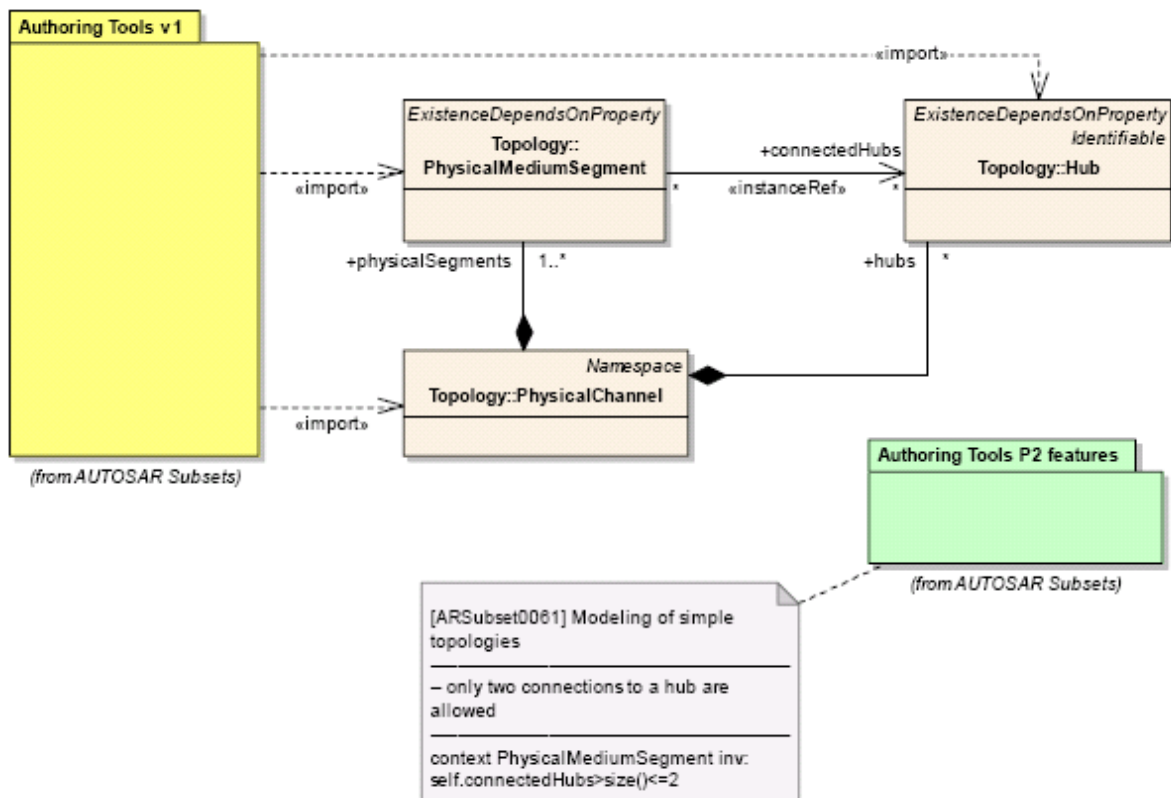 Authoring Tools v1
«import»
ExistenceDependsOnProperty
Topology::
PhysicalMediumSegment
ExistenceDependsOnProperty
Identifiable
Topology::Hub
+connectedHubs
«import»
*
«instanceRef»
*
+physicalSegments
1..*
+hubs
*
Namespace
Topology::PhysicalChannel
«import»
(from AUTOSAR Subsets)
Authoring Tools P2 features
(from AUTOSAR Subsets)
[ARSubset0061] Modeling of simple
topologies
– only two connections to a hub are
allowed
context PhysicalMediumSegment inv:
self.connectedHubs>size()<=2